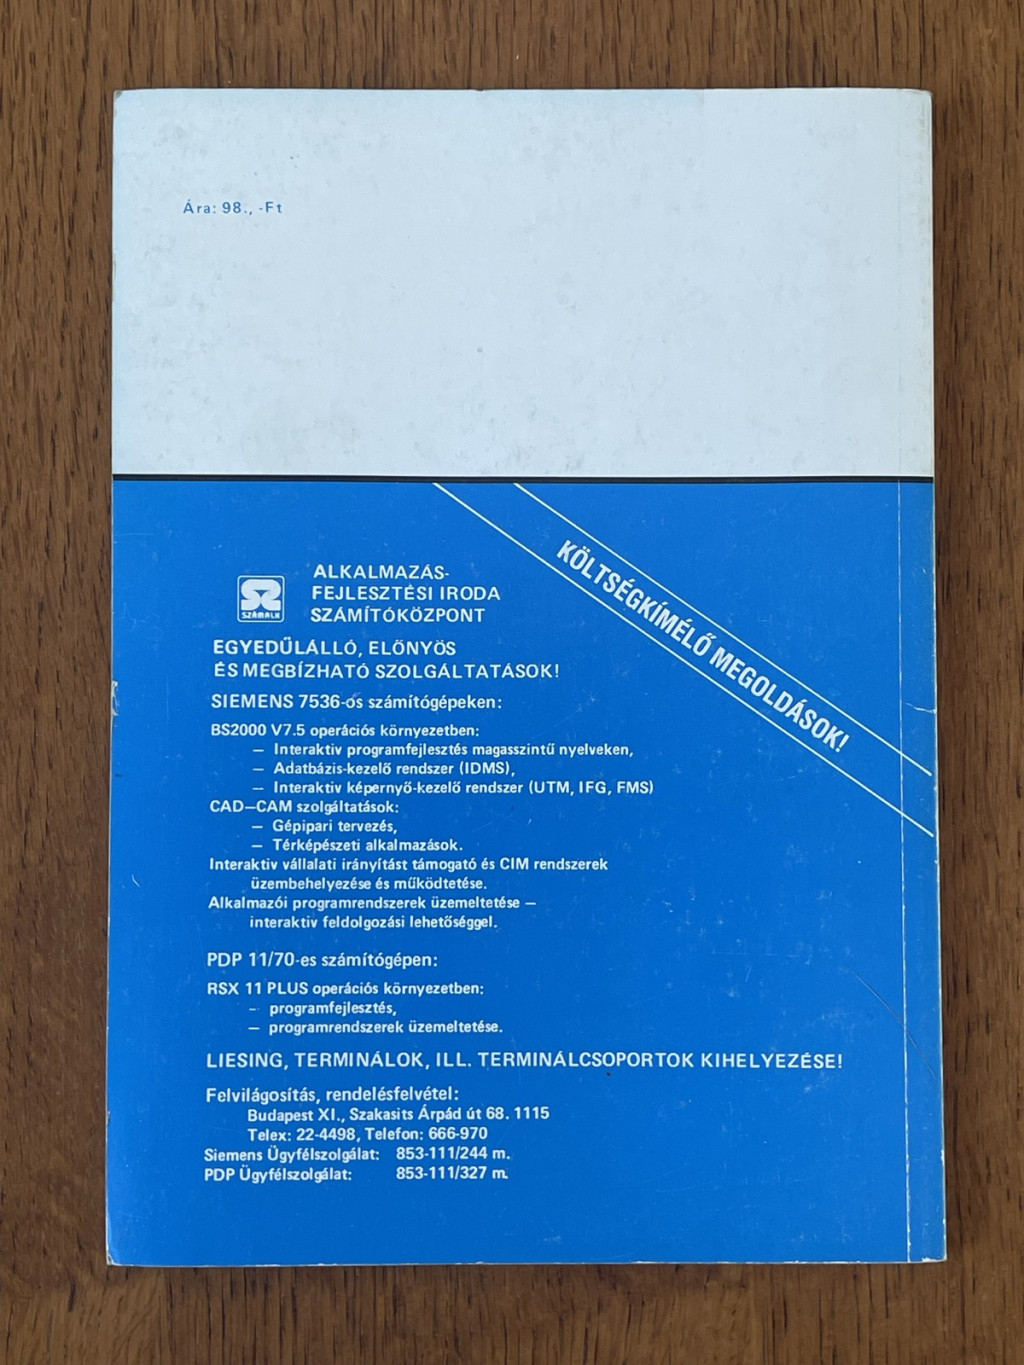 Ára: 98., -Ft
KÖLTSÉGKÍMÉLŐ MEGOLDÁSOK!
SZÁMALK
ALKALMAZÁS-
FEJLESZTÉSI IRODA
SZÁMÍTÓKÖZPONT
EGYEDÜLÁLLÓ, ELŐNYÖS
ÉS MEGBÍZHATÓ SZOLGÁLTATÁSOK!
SIEMENS 7536-os számítógépeken:
BS2000 V7.5 operációs környezetben:
— Interaktiv programfejlesztés magasszintű nyelveken,
— Adatbázis-kezelő rendszer (IDMS),
— Interaktiv képernyő-kezelő rendszer (UTM, IFG, FMS)
CAD—CAM szolgáltatások:
— Gépipari tervezés,
— Térképészeti alkalmazások.
Interaktiv vállalati irányítást támogató és CIM rendszerek
üzembehelyezése és működtetése.
Alkalmazói programrendszerek üzemeltetése —
interaktiv feldolgozási lehetőséggel.
PDP 11/70-es számítógépen:
RSX 11 PLUS operációs környezetben:
— programfejlesztés,
— programrendszerek üzemeltetése.
LIESING, TERMINÁLOK, ILL. TERMINÁLCSOPORTOK KIHELYEZÉSE!
Felvilágosítás, rendelésfelvétel:
Budapest XI., Szakasits Árpád út 68. 1115
Telex: 22-4498, Telefon: 666-970
Siemens Ügyfélszolgálat: 853-111/244 m.
PDP Ügyfélszolgálat: 853-111/327 m.